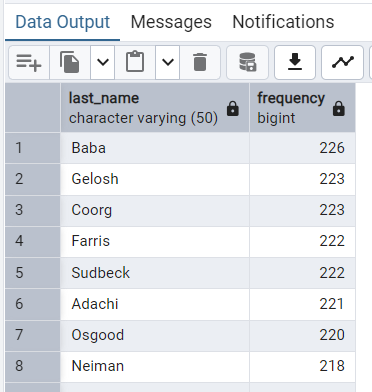 Data Output Messages Notifications
last_name frequency
character varying (50) bigint
1 Baba 226
2 Gelosh 223
3 Coorg 223
4 Farris 222
5 Sudbeck 222
6 Adachi 221
7 Osgood 220
8 Neiman 218